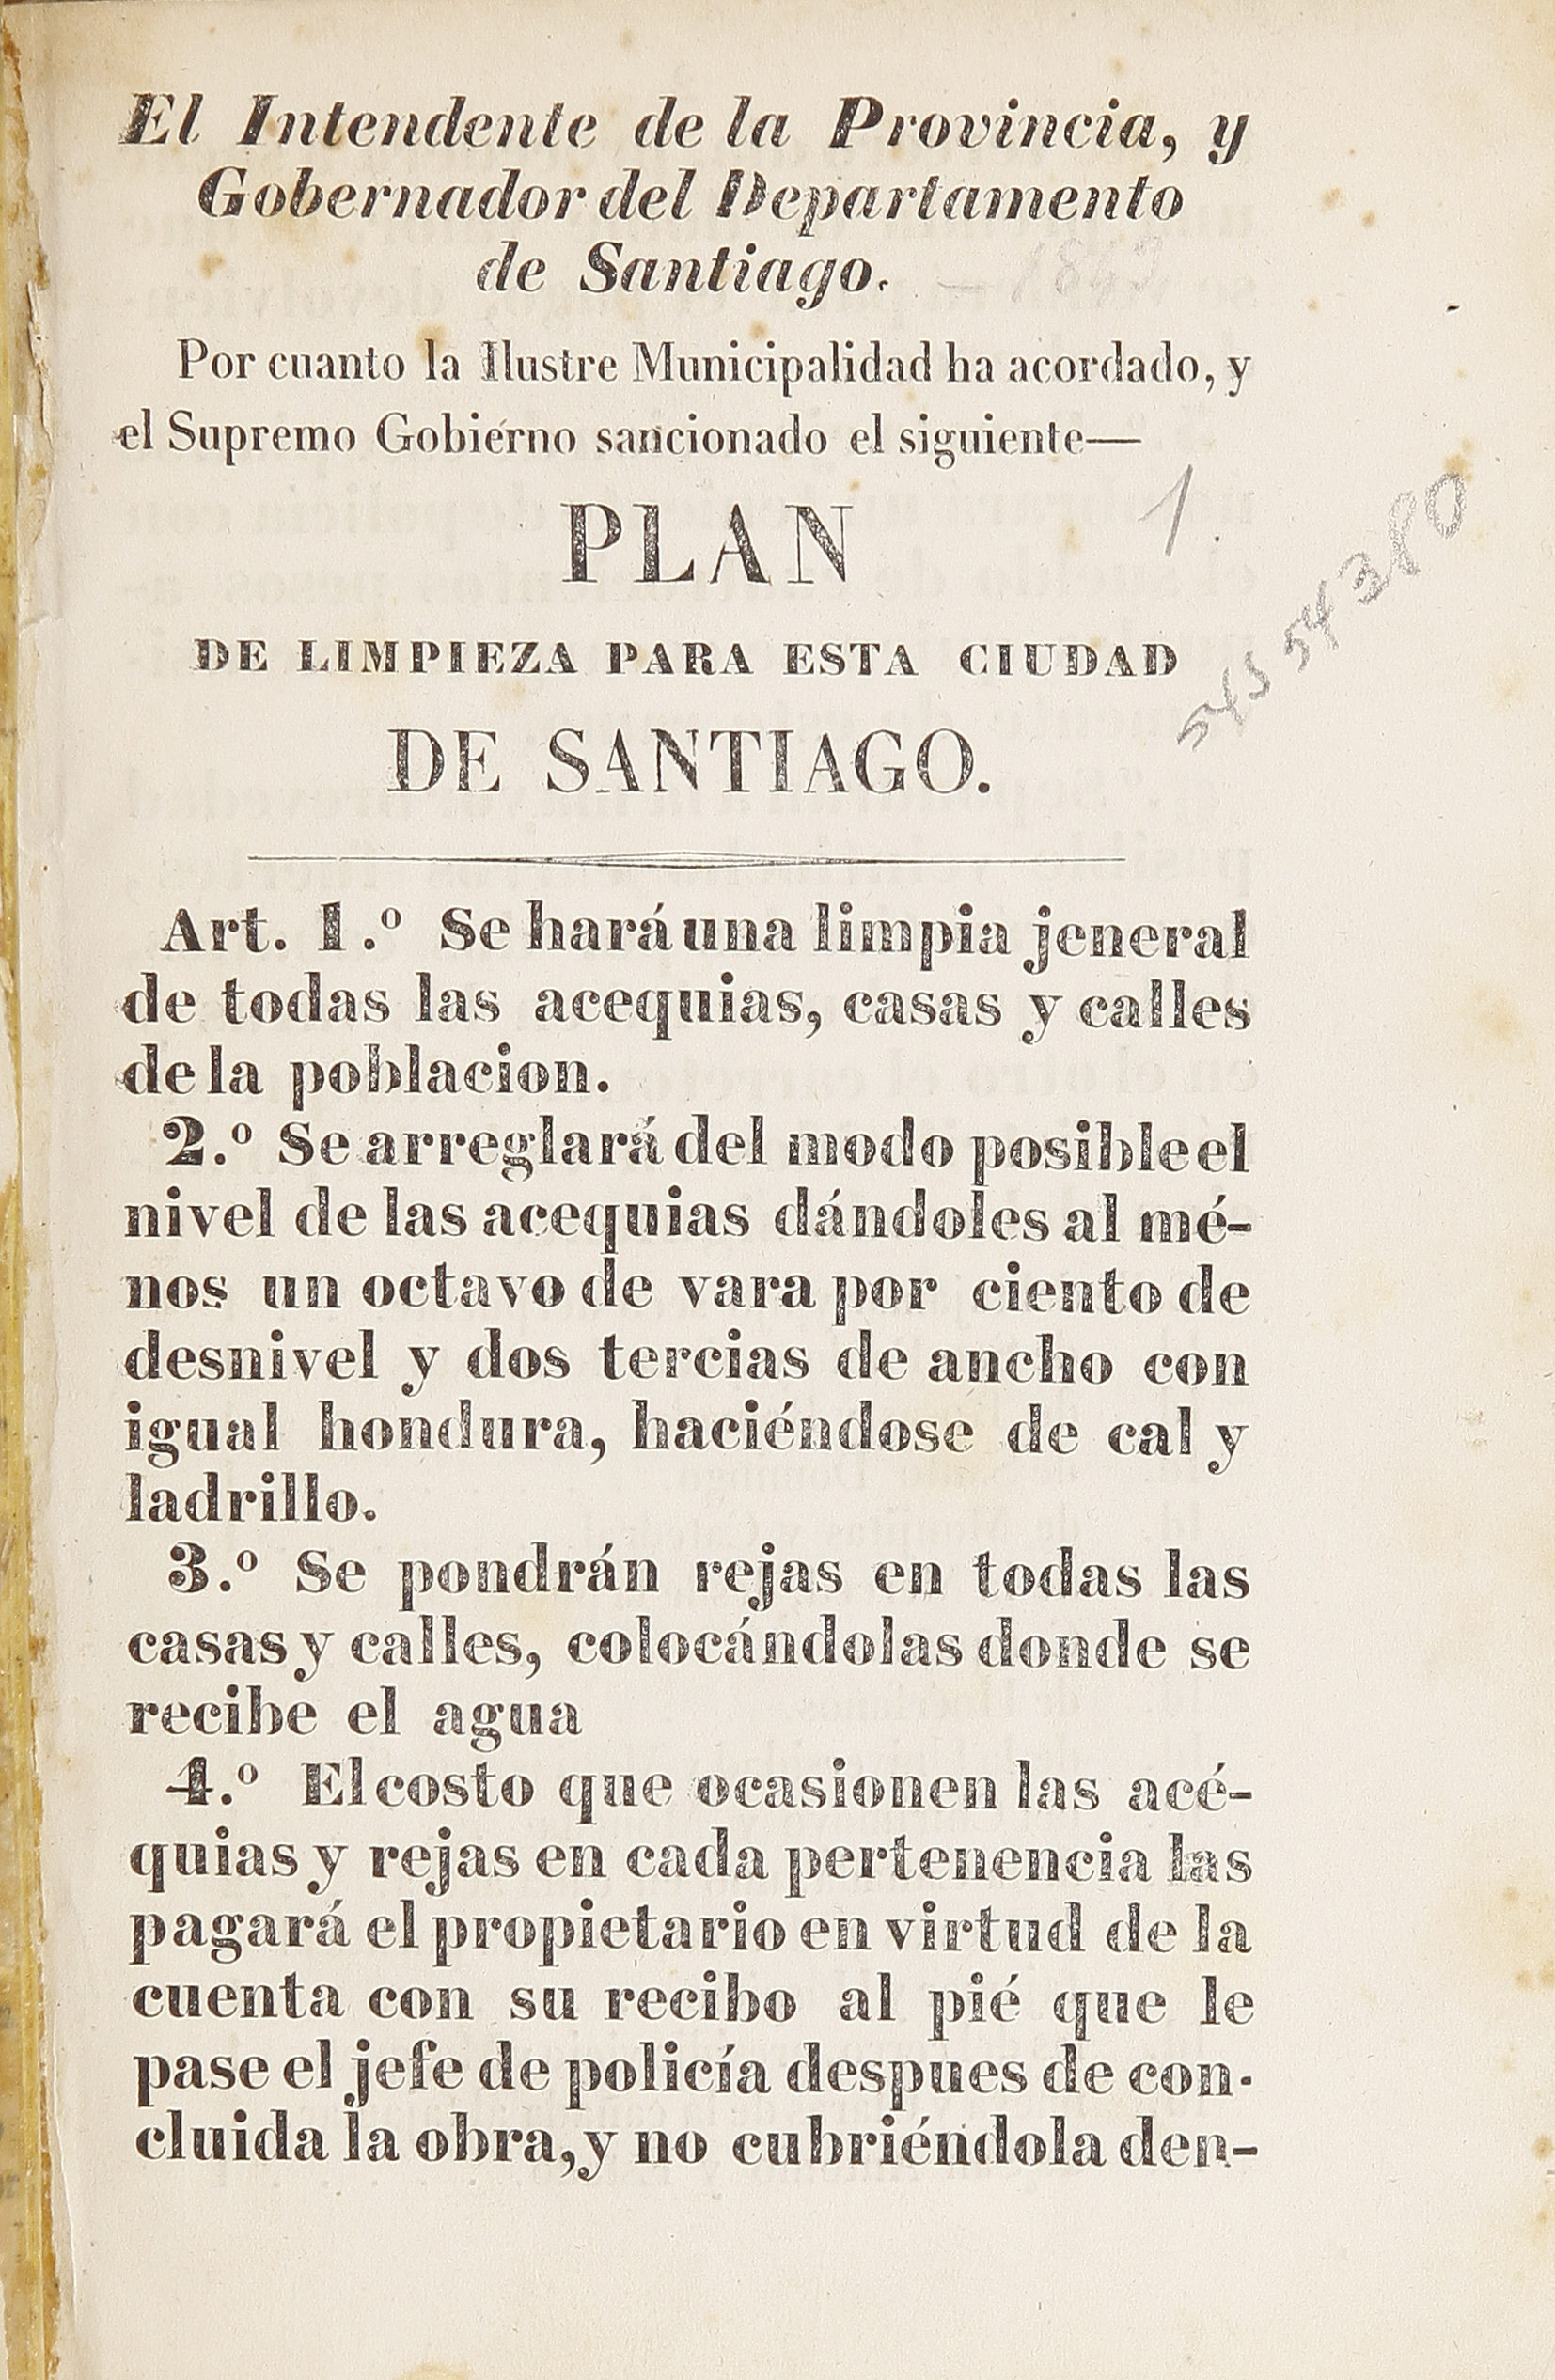 El Intendente de la Provincia, y
Gobernador del Departamento
de Santiago.
Por cuanto la Ilustre Municipalidad ha acordado, y
el Supremo Gobierno sancionado el siguiente—
PLAN
1.
DE LIMPIEZA PARA ESTA CIUDAD
DE SANTIAGO.
Art. 1.º Se hará una limpia jeneral
de todas las acequias, casas y calles
de la poblacion.
2.º Se arreglará del modo posible el
nivel de las acequias dándoles al mé-
nos un octavo de vara por ciento de
desnivel y dos tercias de ancho con
igual hondura, haciéndose de cal y
ladrillo.
3.º Se pondrán rejas en todas las
casas y calles, colocándolas donde se
recibe el agua
4.º El costo que ocasionen las acé-
quias y rejas en cada pertenencia las
pagará el propietario en virtud de la
cuenta con su recibo al pié que le
pase el jefe de policía despues de con-
cluida la obra, y no cubriéndola den-